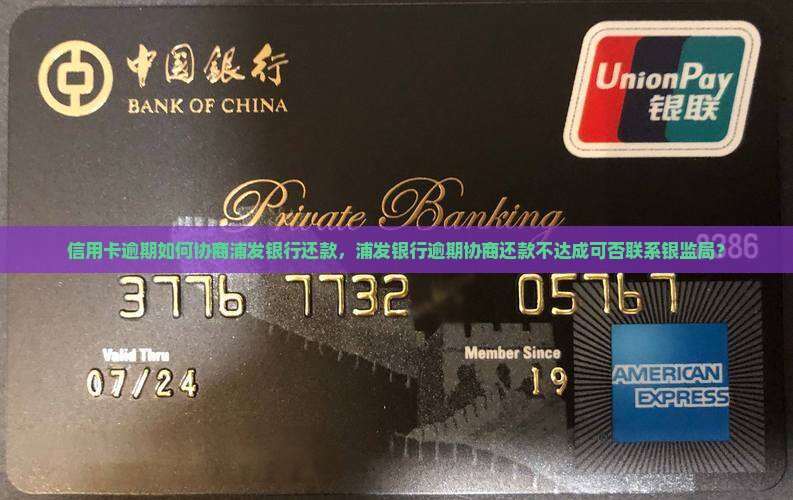 中国银行
BANK OF CHINA
UnionPay
银联
Private Banking
信用卡逾期如何协商浦发银行还款，浦发银行逾期协商还款不达成可否联系银监局？
386
3776 7732 05767
Valid Thru
Member Since
07/24
19
AMERICAN
EXPRESS